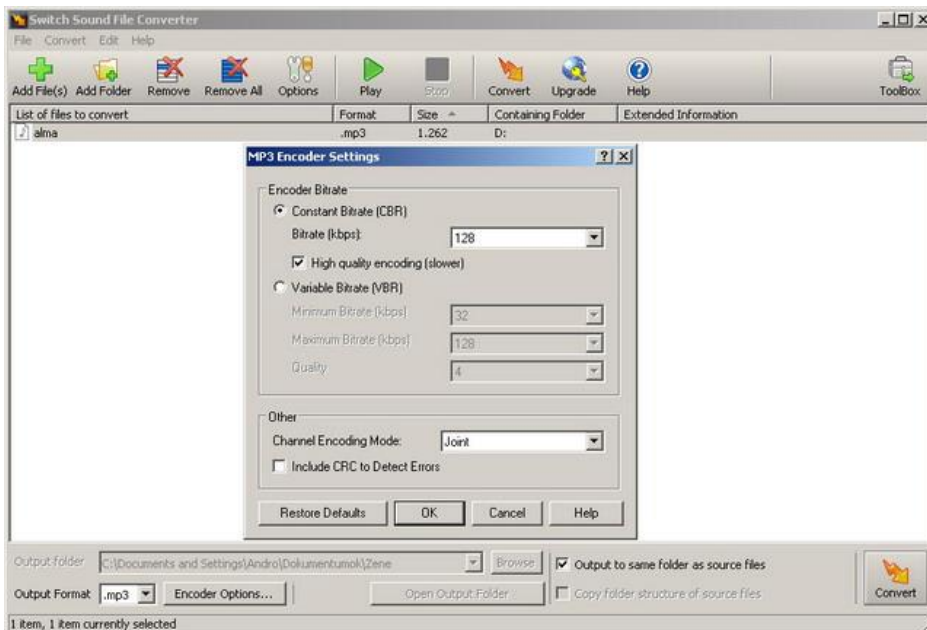 Switch Sound File Converter
File Convert Edit Help
Add File(s) Add Folder Remove Remove All Options Play Stop Convert Upgrade Help ToolBox
List of files to convert Format Size Containing Folder Extended Information
alma .mp3 1.262 D:
MP3 Encoder Settings
Encoder Bitrate
Constant Bitrate (CBR)
Bitrate (kbps): 128
High quality encoding (slower)
Variable Bitrate (VBR)
Minimum Bitrate (kbps) 32
Maximum Bitrate (kbps) 128
Quality 4
Other
Channel Encoding Mode: Joint
Include CRC to Detect Errors
Restore Defaults OK Cancel Help
Output folder C:\Documents and Settings\Andro\Dokumentumok\Zene Browse Output to same folder as source files
Output Format .mp3 Encoder Options... Open Output Folder Copy folder structure of source files Convert
1 item, 1 item currently selected